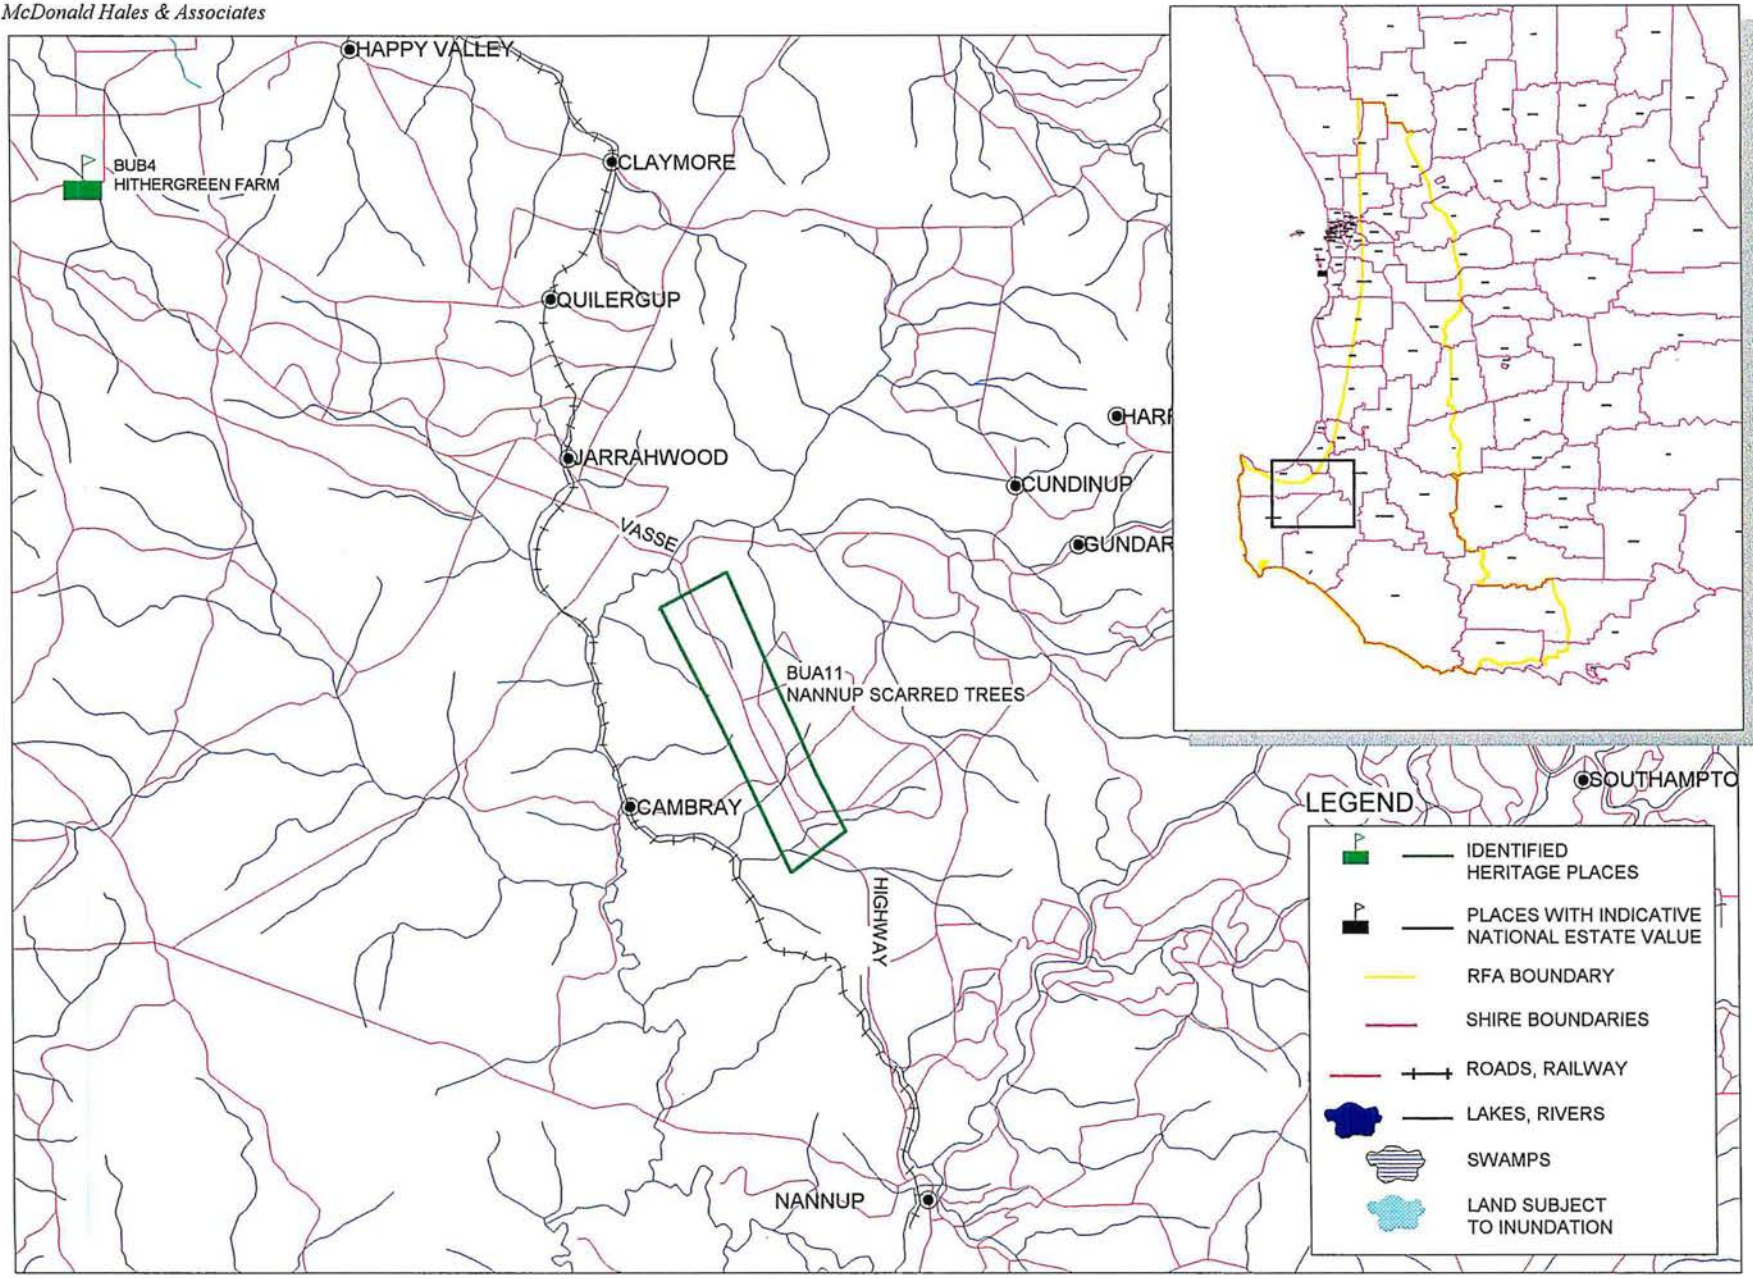 McDonald Hales & Associates
HAPPY VALLEY
BUB4
HITHERGREEN FARM
CLAYMORE
QUILERGUP
HARR
JARRAHWOOD
CUNDINUP
VASSE
GUNDAR
BUA11
NANNUP SCARRED TREES
CAMBRAY
SOUTHAMPTO
HIGHWAY
NANNUP
LEGEND
IDENTIFIED
HERITAGE PLACES
PLACES WITH INDICATIVE
NATIONAL ESTATE VALUE
RFA BOUNDARY
SHIRE BOUNDARIES
ROADS, RAILWAY
LAKES, RIVERS
SWAMPS
LAND SUBJECT
TO INUNDATION